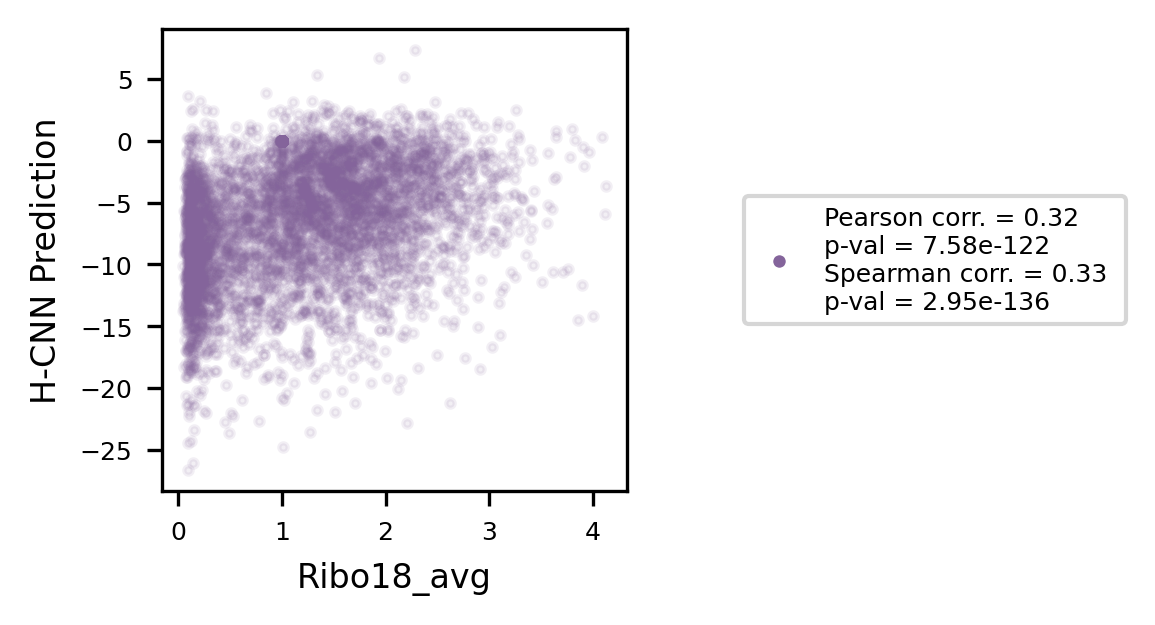 H-CNN Prediction
5
0
−5
−10
−15
−20
−25
0 1 2 3 4
Ribo18_avg
Pearson corr. = 0.32
p-val = 7.58e-122
Spearman corr. = 0.33
p-val = 2.95e-136